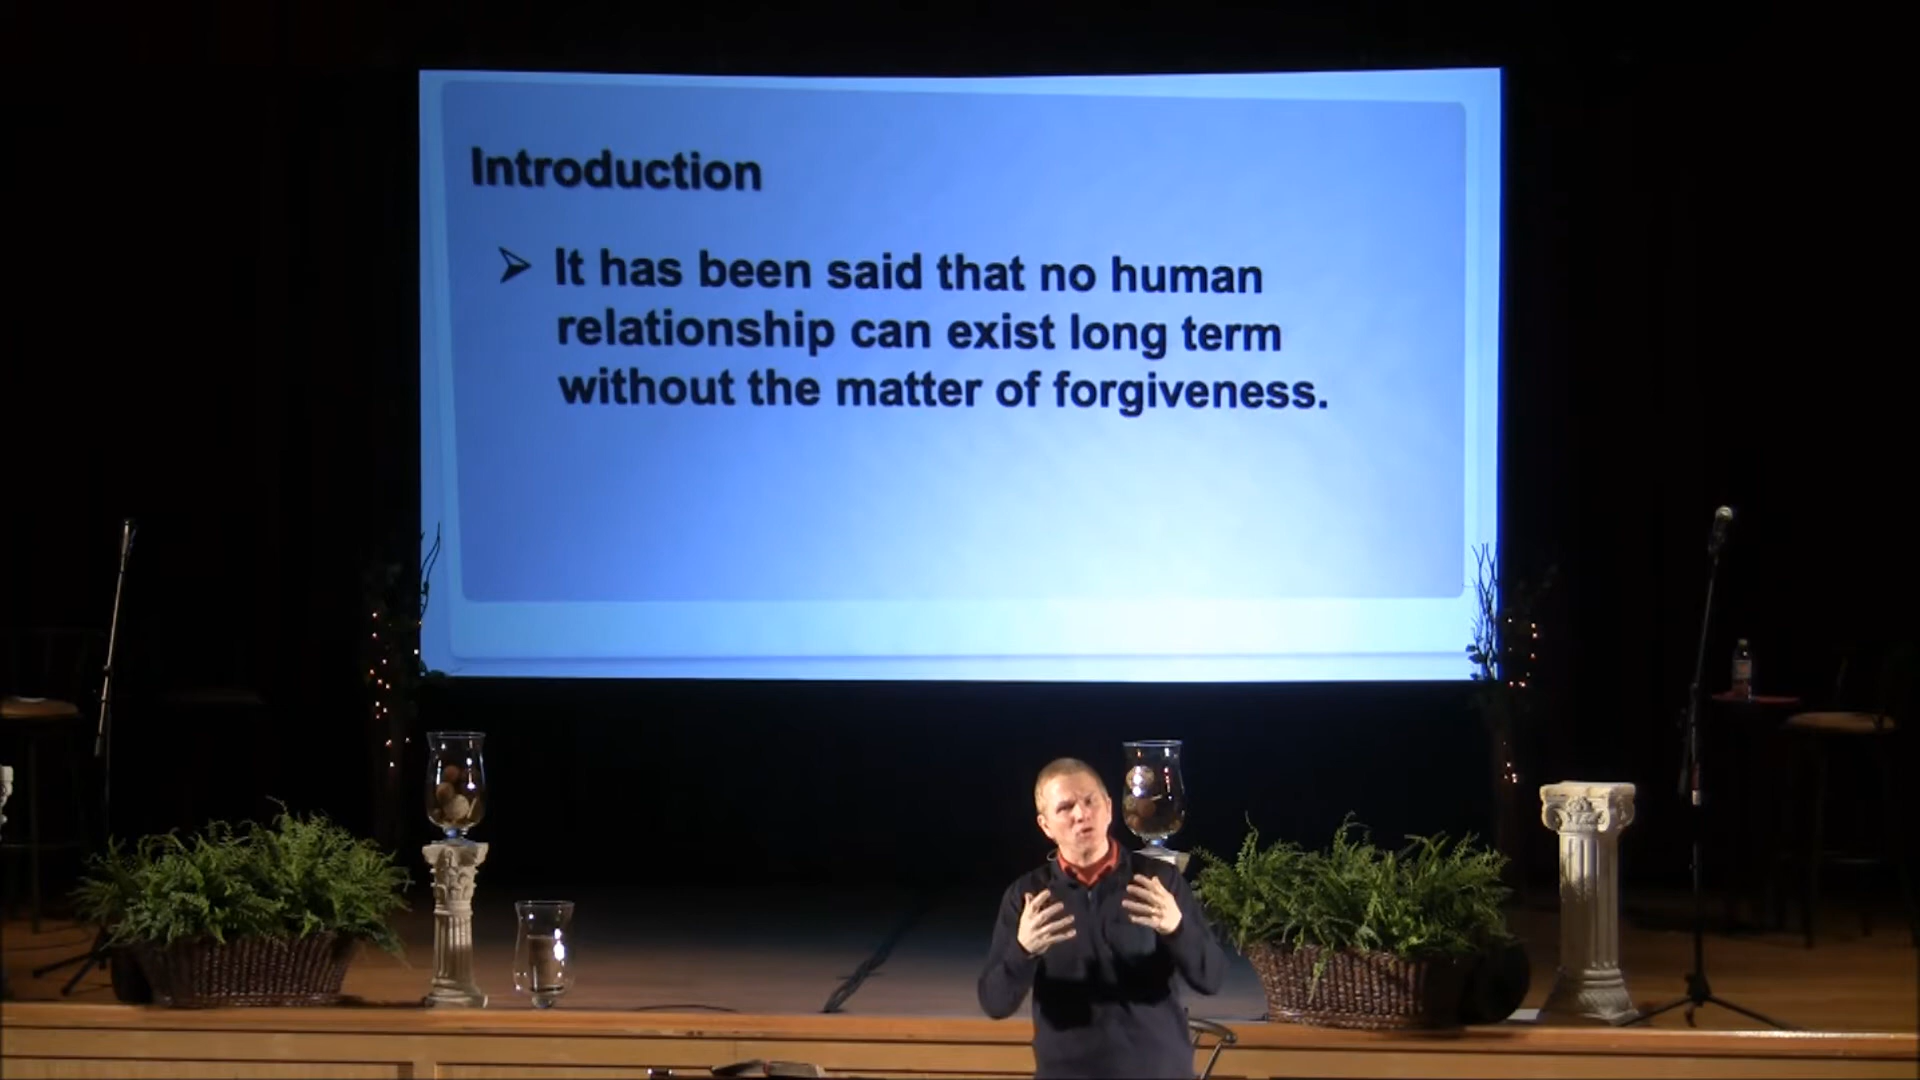 Introduction
➢ It has been said that no human
relationship can exist long term
without the matter of forgiveness.